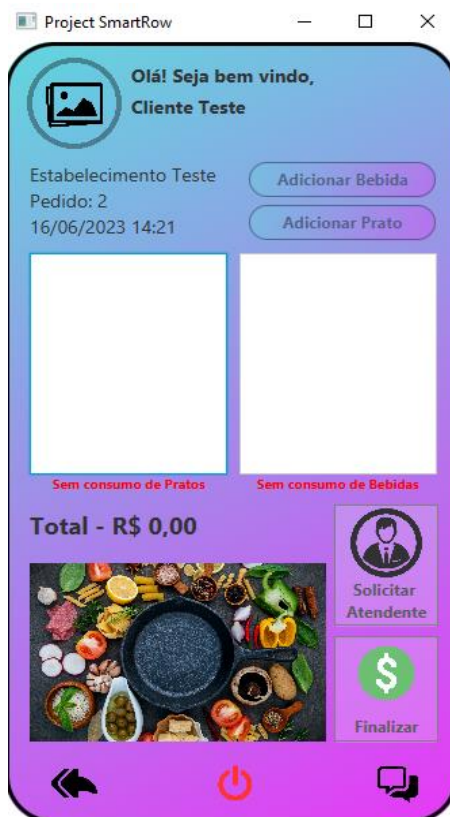 Project SmartRow
Olá! Seja bem vindo,
Cliente Teste
Estabelecimento Teste
Pedido: 2
16/06/2023 14:21
Adicionar Bebida
Adicionar Prato
Sem consumo de Pratos
Sem consumo de Bebidas
Total - R$ 0,00
Solicitar
Atendente
$
Finalizar